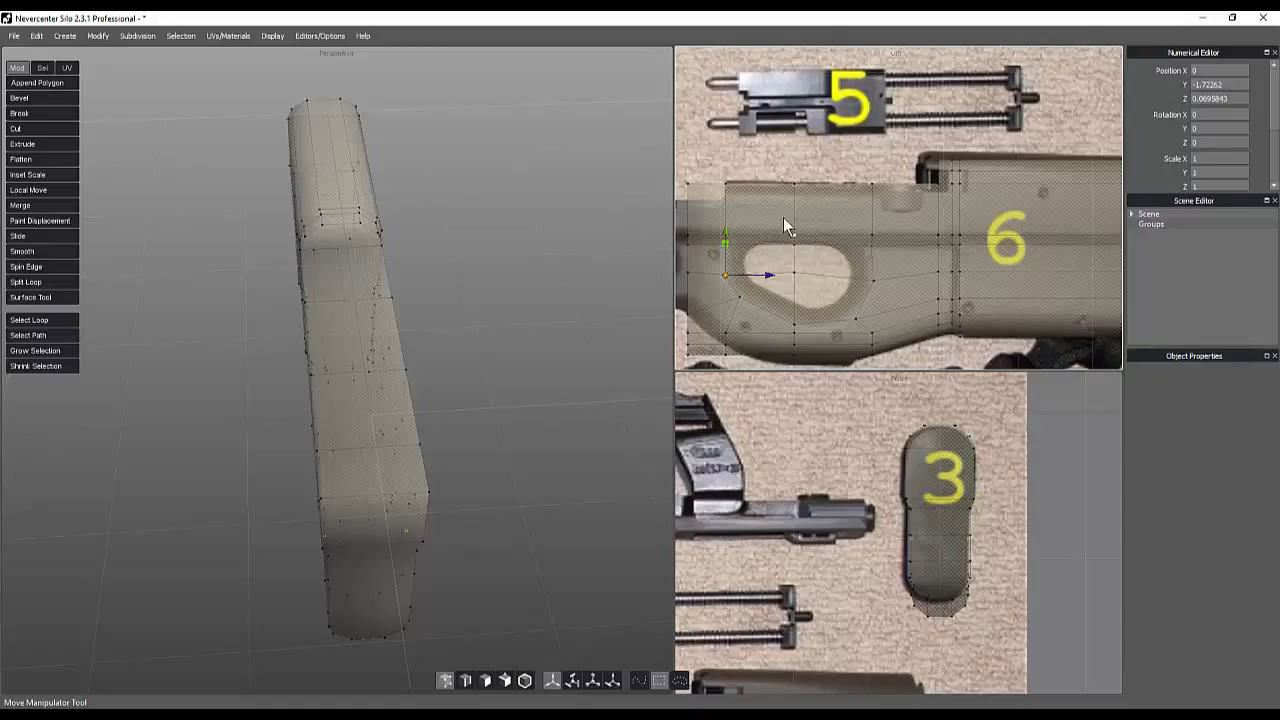 Nevercenter Silo 2.3.1 Professional - *
File Edit Create Modify Subdivision Selection UVs/Materials Display Editors/Options Help
Perspective
Mod Sel UV
Append Polygon
Bevel
Break
Cut
Extrude
Flatten
Inset Scale
Local Move
Merge
Paint Displacement
Slide
Smooth
Spin Edge
Split Loop
Surface Tool
Select Loop
Select Path
Grow Selection
Shrink Selection
5
6
3
Numerical Editor
Position X 0
Y -1.72262
Z 0.0695843
Rotation X 0
Y 0
Z 0
Scale X 1
Y 1
Z 1
Scene Editor
Scene
Groups
Object Properties
Move Manipulator Tool